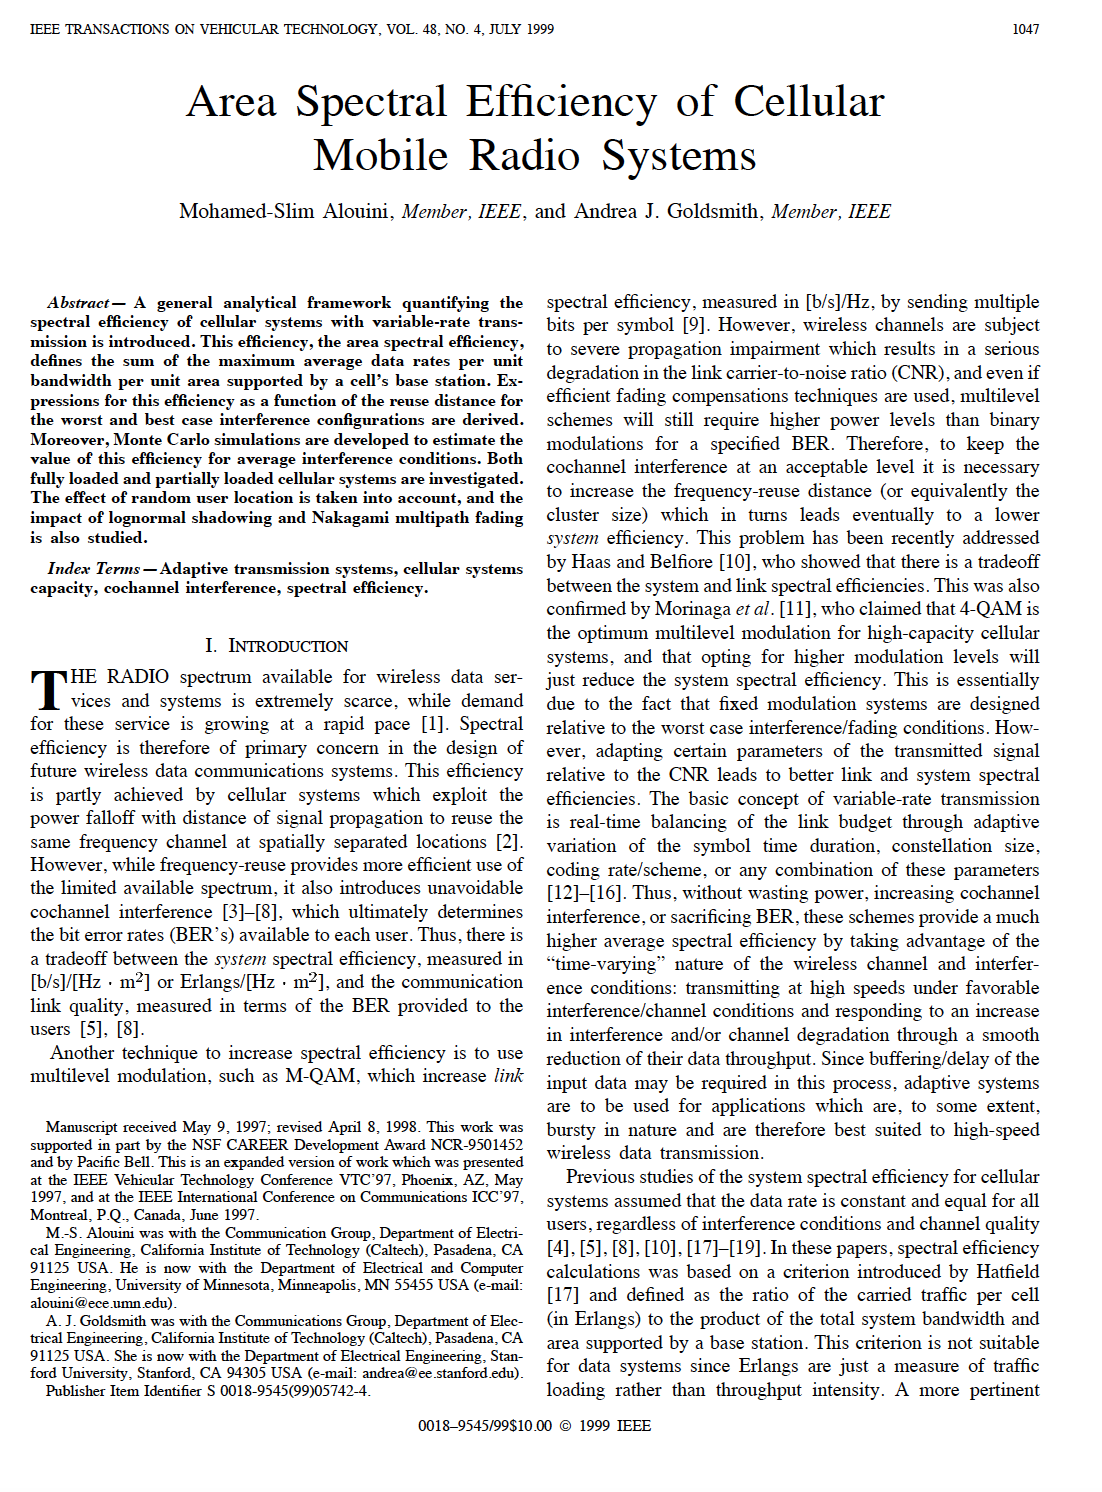 IEEE TRANSACTIONS ON VEHICULAR TECHNOLOGY, VOL. 48, NO. 4, JULY 1999
1047
Area Spectral Efficiency of Cellular
Mobile Radio Systems
Mohamed-Slim Alouini, Member, IEEE, and Andrea J. Goldsmith, Member, IEEE
Abstract— A general analytical framework quantifying the
spectral efficiency of cellular systems with variable-rate trans-
mission is introduced. This efficiency, the area spectral efficiency,
defines the sum of the maximum average data rates per unit
bandwidth per unit area supported by a cell's base station. Ex-
pressions for this efficiency as a function of the reuse distance for
the worst and best case interference configurations are derived.
Moreover, Monte Carlo simulations are developed to estimate the
value of this efficiency for average interference conditions. Both
fully loaded and partially loaded cellular systems are investigated.
The effect of random user location is taken into account, and the
impact of lognormal shadowing and Nakagami multipath fading
is also studied.
Index Terms—Adaptive transmission systems, cellular systems
capacity, cochannel interference, spectral efficiency.
I. INTRODUCTION
THE RADIO spectrum available for wireless data ser-
vices and systems is extremely scarce, while demand
for these service is growing at a rapid pace [1]. Spectral
efficiency is therefore of primary concern in the design of
future wireless data communications systems. This efficiency
is partly achieved by cellular systems which exploit the
power falloff with distance of signal propagation to reuse the
same frequency channel at spatially separated locations [2].
However, while frequency-reuse provides more efficient use of
the limited available spectrum, it also introduces unavoidable
cochannel interference [3]–[8], which ultimately determines
the bit error rates (BER's) available to each user. Thus, there is
a tradeoff between the system spectral efficiency, measured in
[b/s]/[Hz · m²] or Erlangs/[Hz · m²], and the communication
link quality, measured in terms of the BER provided to the
users [5], [8].
Another technique to increase spectral efficiency is to use
multilevel modulation, such as M-QAM, which increase link
Manuscript received May 9, 1997; revised April 8, 1998. This work was
supported in part by the NSF CAREER Development Award NCR-9501452
and by Pacific Bell. This is an expanded version of work which was presented
at the IEEE Vehicular Technology Conference VTC'97, Phoenix, AZ, May
1997, and at the IEEE International Conference on Communications ICC'97,
Montreal, P.Q., Canada, June 1997.
M.-S. Alouini was with the Communication Group, Department of Electri-
cal Engineering, California Institute of Technology (Caltech), Pasadena, CA
91125 USA. He is now with the Department of Electrical and Computer
Engineering, University of Minnesota, Minneapolis, MN 55455 USA (e-mail:
alouini@ece.umn.edu).
A. J. Goldsmith was with the Communications Group, Department of Elec-
trical Engineering, California Institute of Technology (Caltech), Pasadena, CA
91125 USA. She is now with the Department of Electrical Engineering, Stan-
ford University, Stanford, CA 94305 USA (e-mail: andrea@ee.stanford.edu).
Publisher Item Identifier S 0018-9545(99)05742-4.
spectral efficiency, measured in [b/s]/Hz, by sending multiple
bits per symbol [9]. However, wireless channels are subject
to severe propagation impairment which results in a serious
degradation in the link carrier-to-noise ratio (CNR), and even if
efficient fading compensations techniques are used, multilevel
schemes will still require higher power levels than binary
modulations for a specified BER. Therefore, to keep the
cochannel interference at an acceptable level it is necessary
to increase the frequency-reuse distance (or equivalently the
cluster size) which in turns leads eventually to a lower
system efficiency. This problem has been recently addressed
by Haas and Belfiore [10], who showed that there is a tradeoff
between the system and link spectral efficiencies. This was also
confirmed by Morinaga et al. [11], who claimed that 4-QAM is
the optimum multilevel modulation for high-capacity cellular
systems, and that opting for higher modulation levels will
just reduce the system spectral efficiency. This is essentially
due to the fact that fixed modulation systems are designed
relative to the worst case interference/fading conditions. How-
ever, adapting certain parameters of the transmitted signal
relative to the CNR leads to better link and system spectral
efficiencies. The basic concept of variable-rate transmission
is real-time balancing of the link budget through adaptive
variation of the symbol time duration, constellation size,
coding rate/scheme, or any combination of these parameters
[12]–[16]. Thus, without wasting power, increasing cochannel
interference, or sacrificing BER, these schemes provide a much
higher average spectral efficiency by taking advantage of the
“time-varying” nature of the wireless channel and interfer-
ence conditions: transmitting at high speeds under favorable
interference/channel conditions and responding to an increase
in interference and/or channel degradation through a smooth
reduction of their data throughput. Since buffering/delay of the
input data may be required in this process, adaptive systems
are to be used for applications which are, to some extent,
bursty in nature and are therefore best suited to high-speed
wireless data transmission.
Previous studies of the system spectral efficiency for cellular
systems assumed that the data rate is constant and equal for all
users, regardless of interference conditions and channel quality
[4], [5], [8], [10], [17]–[19]. In these papers, spectral efficiency
calculations was based on a criterion introduced by Hatfield
[17] and defined as the ratio of the carried traffic per cell
(in Erlangs) to the product of the total system bandwidth and
area supported by a base station. This criterion is not suitable
for data systems since Erlangs are just a measure of traffic
loading rather than throughput intensity. A more pertinent
0018–9545/99$10.00 © 1999 IEEE